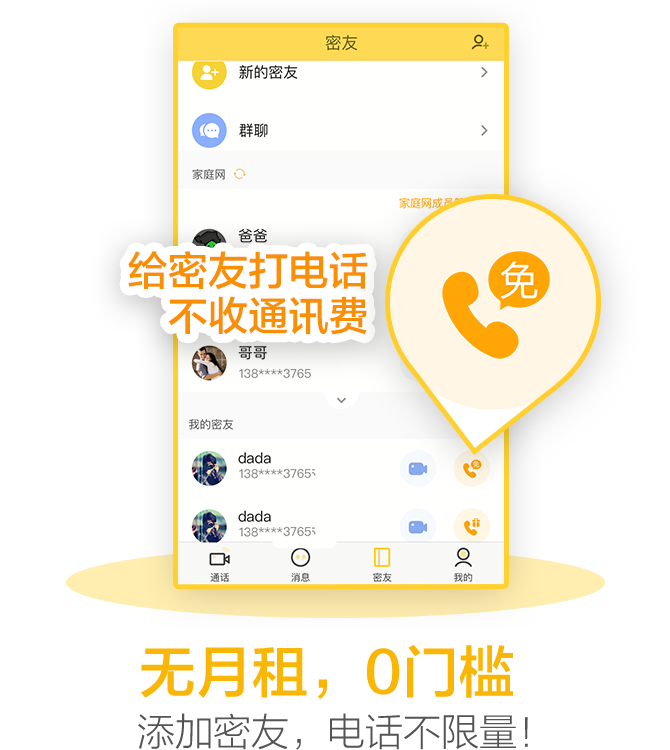 密友
新的密友
群聊
家庭网
家庭网成员
爸爸
给密友打电话
不收通讯费
免
哥哥
138****3765
我的密友
dada
138****3765
免
dada
138****3765
通话
消息
密友
我的
无月租，0门槛
添加密友，电话不限量！